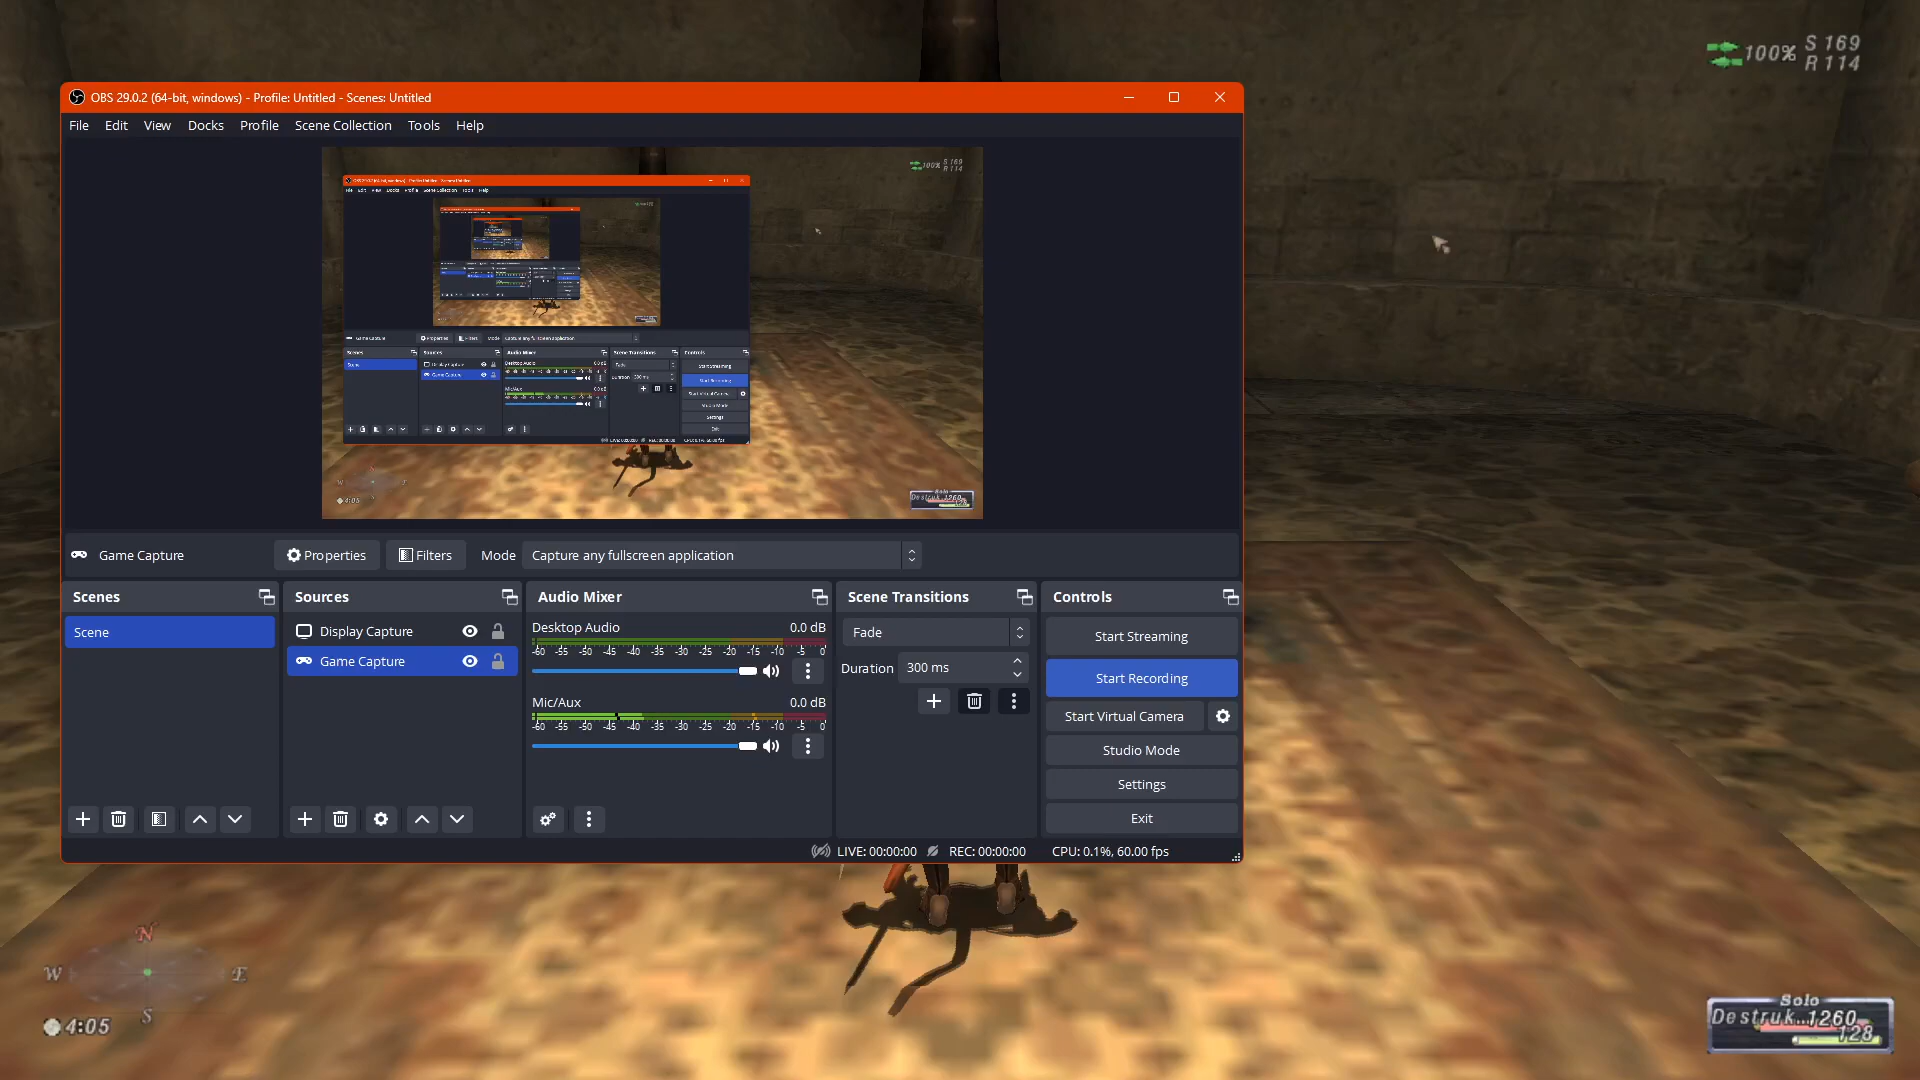 100% S 169
R 114
OBS 29.0.2 (64-bit, windows) - Profile: Untitled - Scenes: Untitled
File Edit View Docks Profile Scene Collection Tools Help
Game Capture Properties Filters Mode Capture any fullscreen application
Scenes Sources Audio Mixer Scene Transitions Controls
Scene
Display Capture
Game Capture
Desktop Audio 0.0 dB
-60 -55 -50 -45 -40 -35 -30 -25 -20 -15 -10 -5 0
Mic/Aux 0.0 dB
-60 -55 -50 -45 -40 -35 -30 -25 -20 -15 -10 -5 0
Fade
Duration 300 ms
Start Streaming
Start Recording
Start Virtual Camera
Studio Mode
Settings
Exit
LIVE: 00:00:00 REC: 00:00:00 CPU: 0.1%, 60.00 fps
N
W E
S
4:05
Solo
Destruk...1260
128